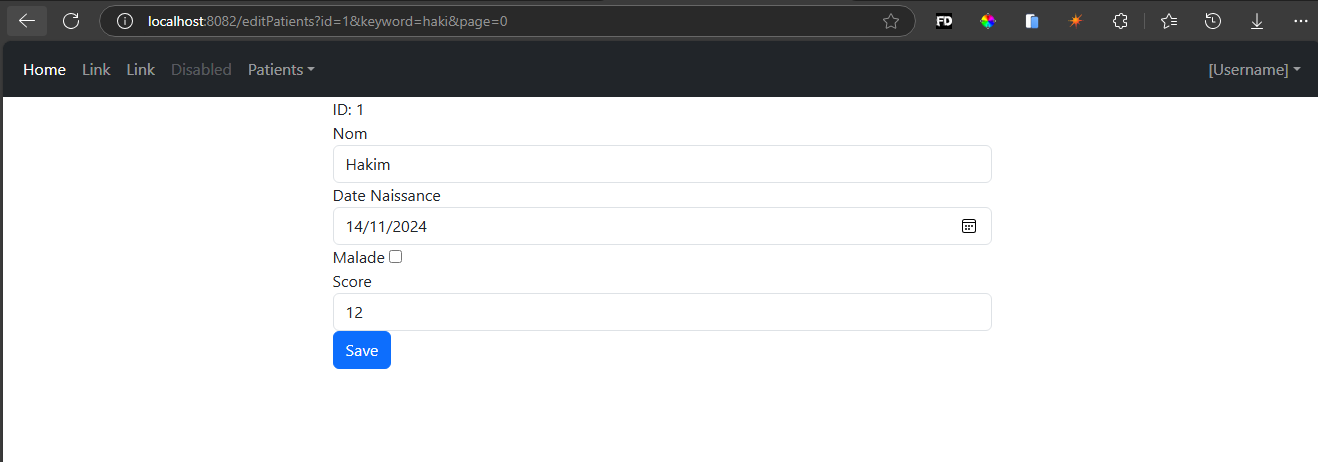 localhost:8082/editPatients?id=1&keyword=haki&page=0
FD
Home Link Link Disabled Patients [Username]
ID: 1
Nom
Hakim
Date Naissance
14/11/2024
Malade
Score
12
Save